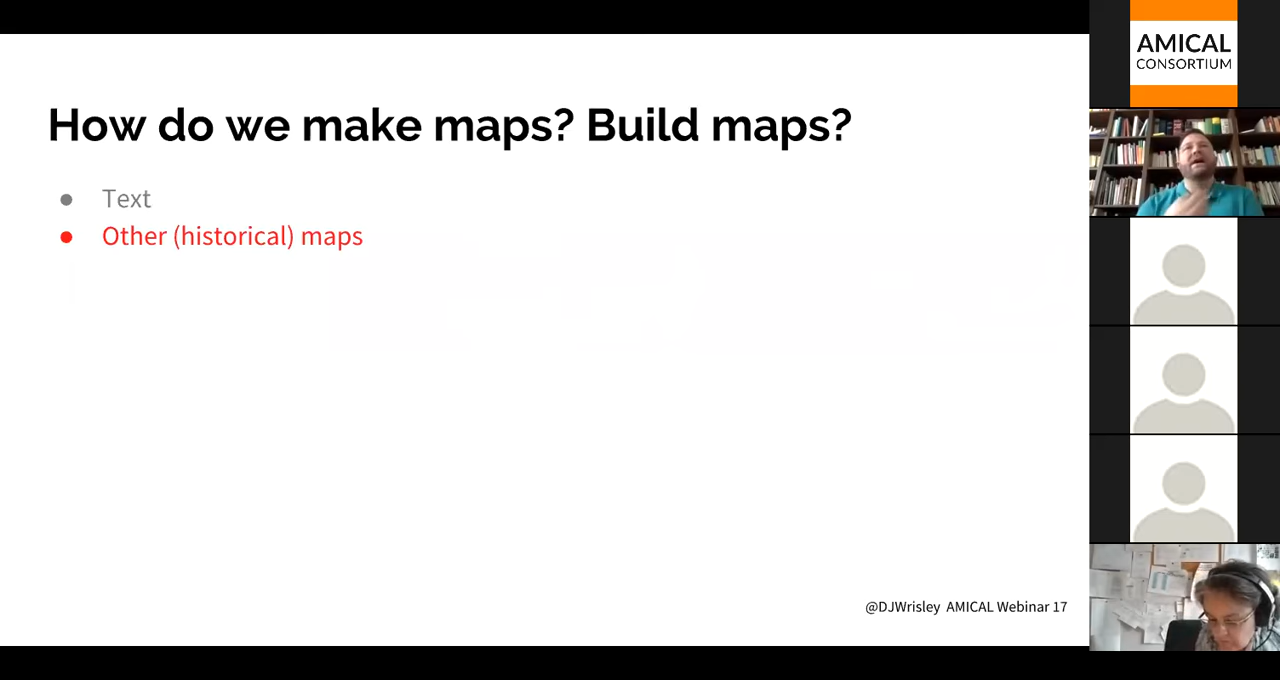 How do we make maps? Build maps?
● Text
● Other (historical) maps
@DJWrisley AMICAL Webinar 17
AMICAL
CONSORTIUM